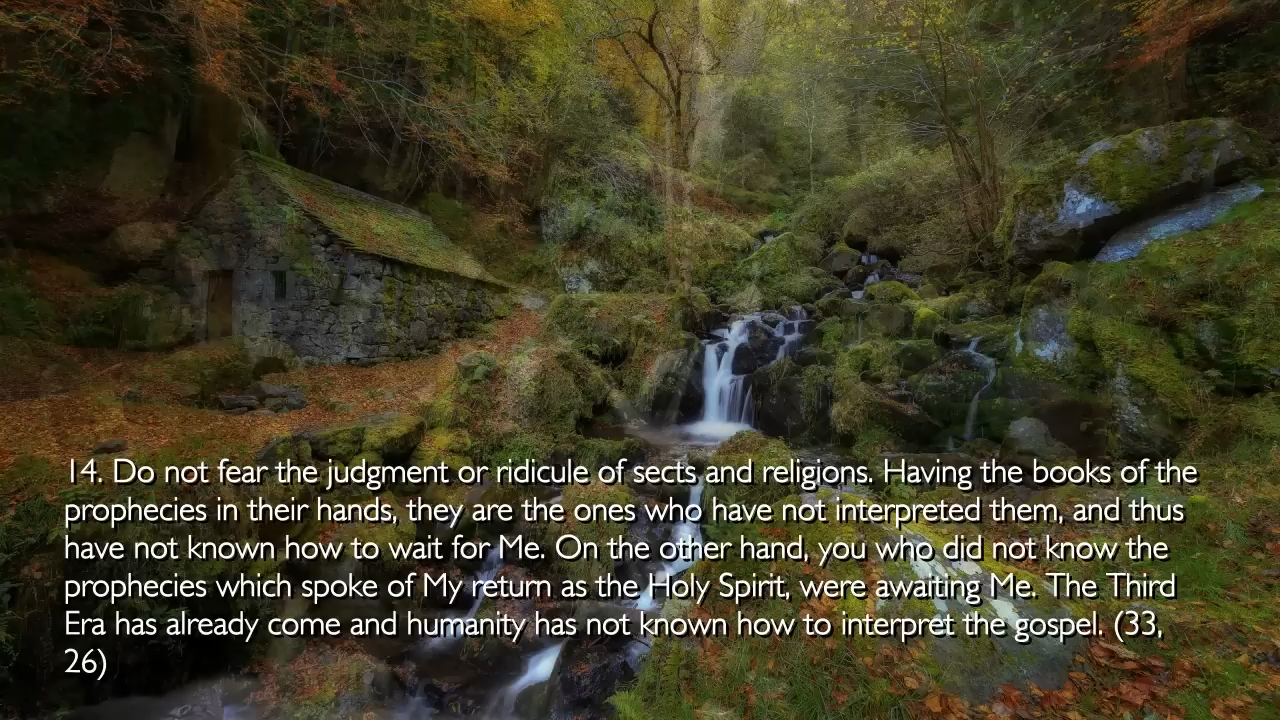 14. Do not fear the judgment or ridicule of sects and religions. Having the books of the
prophecies in their hands, they are the ones who have not interpreted them, and thus
have not known how to wait for Me. On the other hand, you who did not know the
prophecies which spoke of My return as the Holy Spirit, were awaiting Me. The Third
Era has already come and humanity has not known how to interpret the gospel. (33,
26)